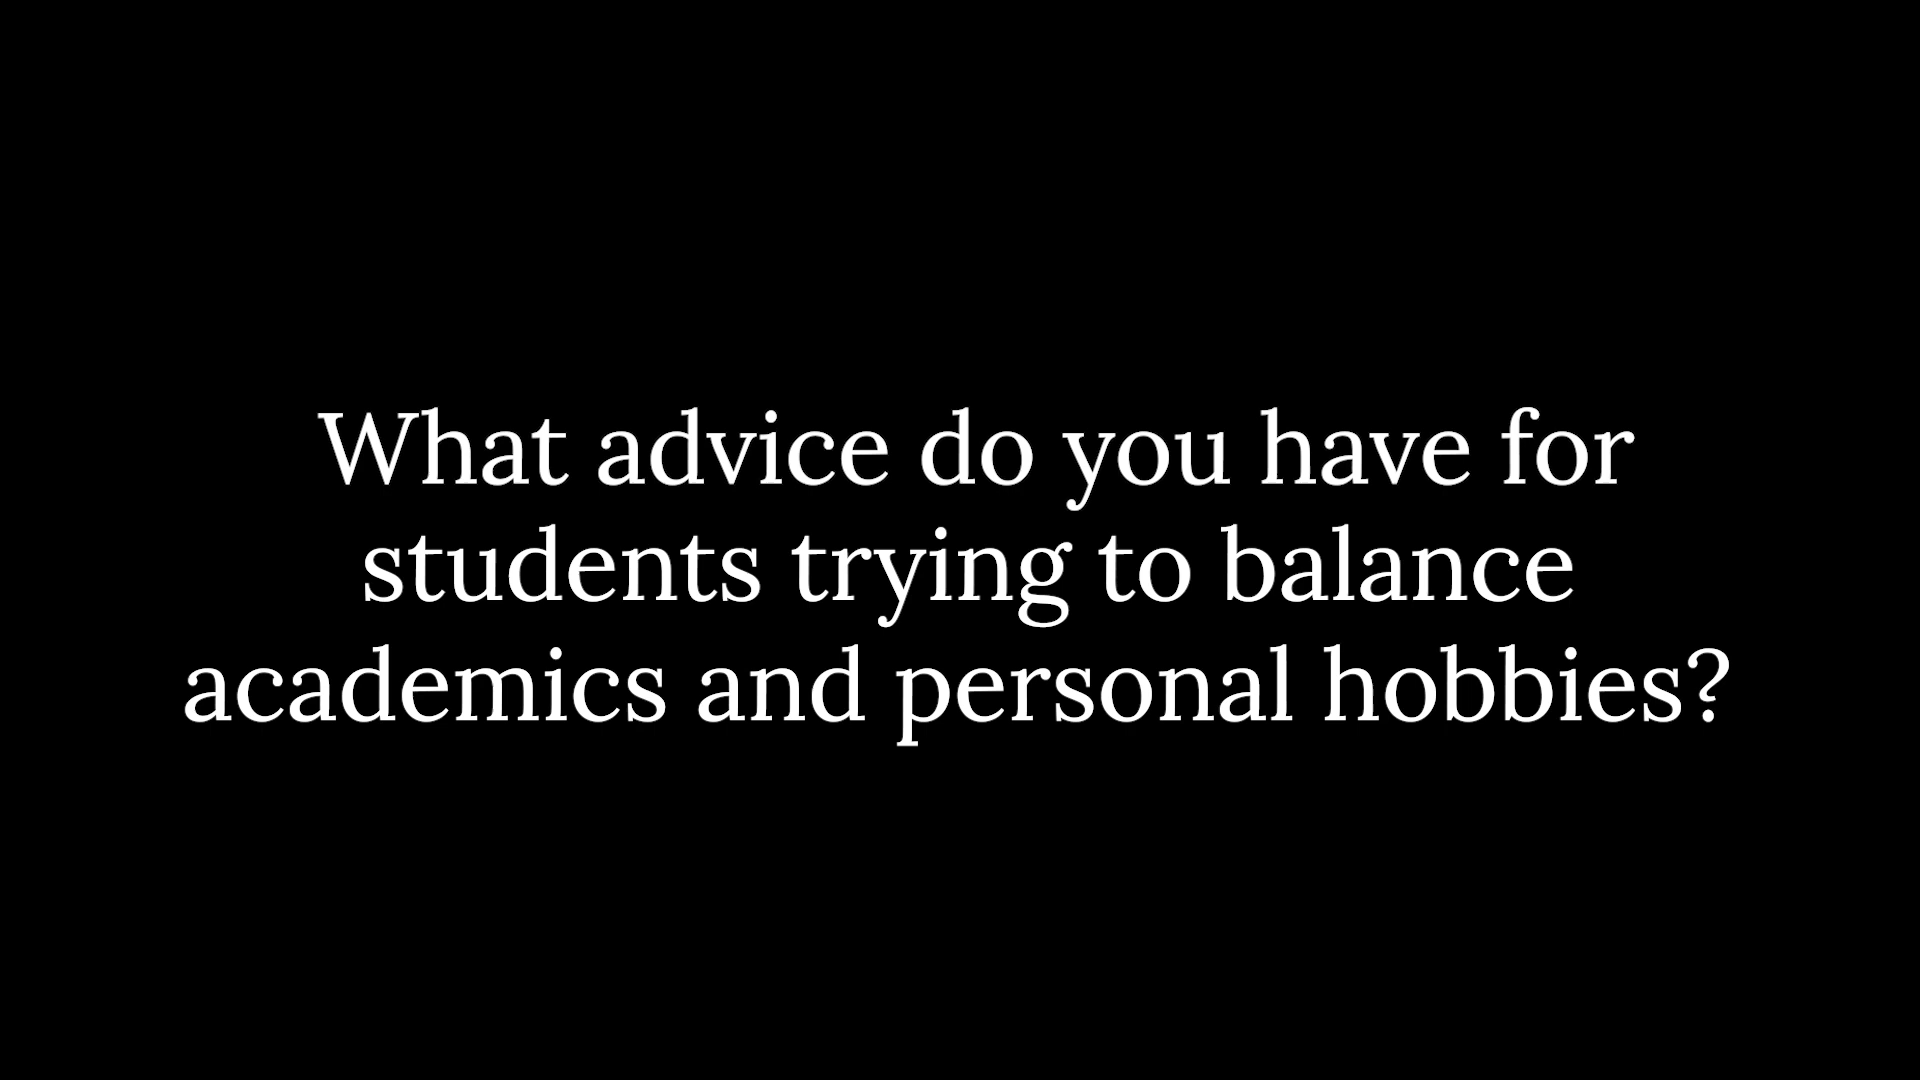 What advice do you have for
students trying to balance
academics and personal hobbies?